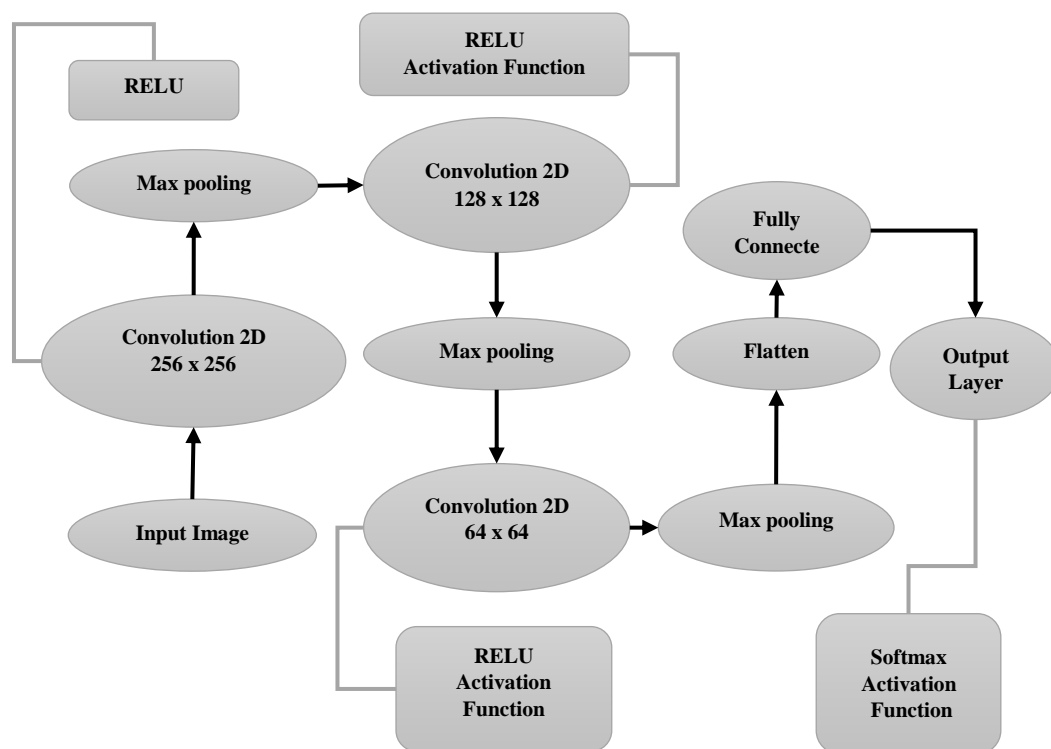 RELU
RELU
Activation Function
Max pooling
Convolution 2D
128 x 128
Fully
Connecte
Convolution 2D
256 x 256
Max pooling
Flatten
Output
Layer
Input Image
Convolution 2D
64 x 64
Max pooling
RELU
Activation
Function
Softmax
Activation
Function